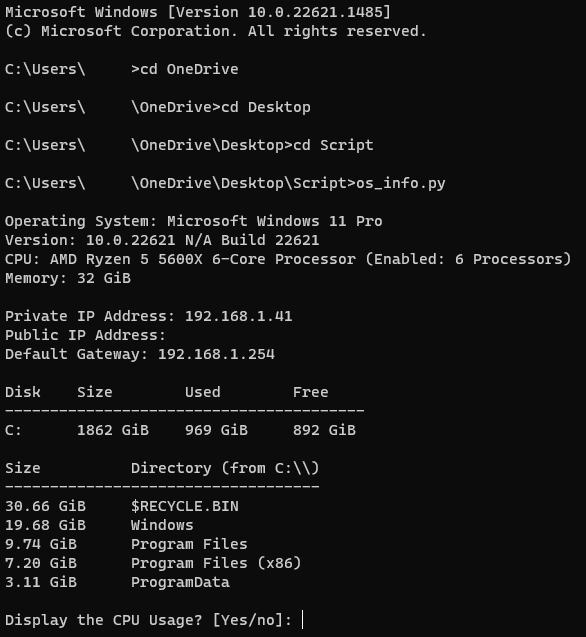 Microsoft Windows [Version 10.0.22621.1485]
(c) Microsoft Corporation. All rights reserved.
C:\Users\     >cd OneDrive
C:\Users\     \OneDrive>cd Desktop
C:\Users\     \OneDrive\Desktop>cd Script
C:\Users\     \OneDrive\Desktop\Script>os_info.py
Operating System: Microsoft Windows 11 Pro
Version: 10.0.22621 N/A Build 22621
CPU: AMD Ryzen 5 5600X 6-Core Processor (Enabled: 6 Processors)
Memory: 32 GiB
Private IP Address: 192.168.1.41
Public IP Address:
Default Gateway: 192.168.1.254
Disk    Size        Used        Free
----------------------------------------
C:      1862 GiB    969 GiB     892 GiB
Size          Directory (from C:\\)
-----------------------------------
30.66 GiB     $RECYCLE.BIN
19.68 GiB     Windows
9.74 GiB      Program Files
7.20 GiB      Program Files (x86)
3.11 GiB      ProgramData
Display the CPU Usage? [Yes/no]: